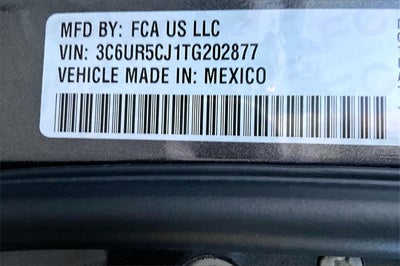 MFD BY: FCA US LLC
VIN: 3C6UR5CJ1TG202877
VEHICLE MADE IN: MEXICO